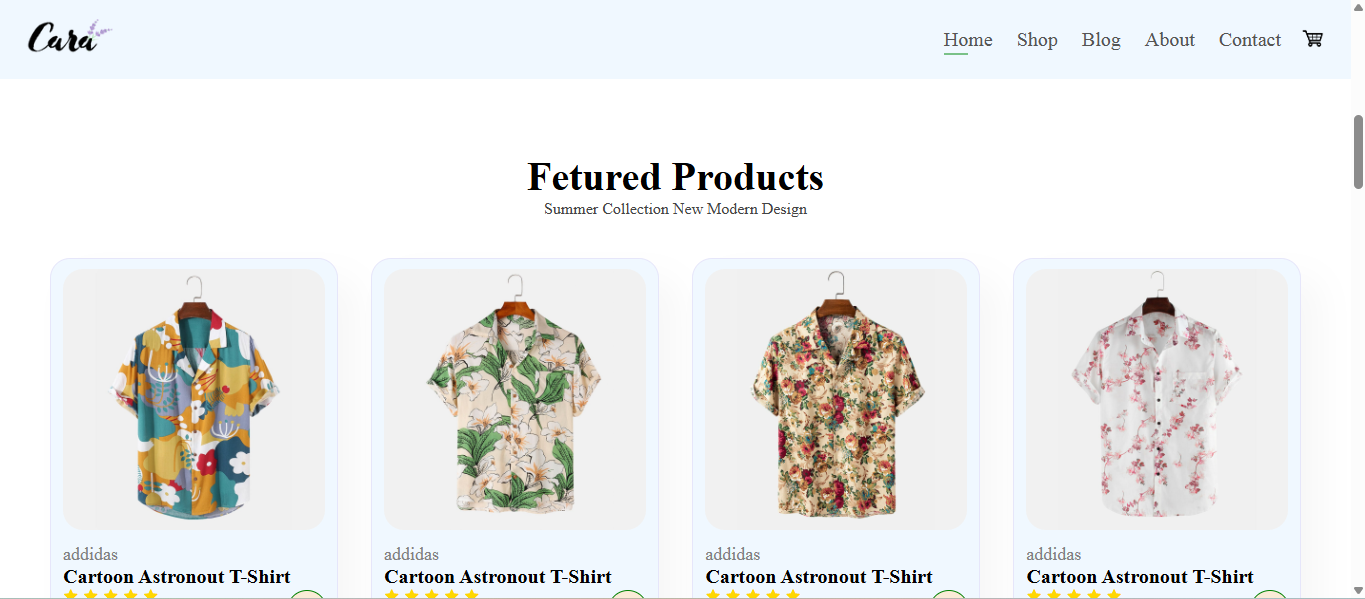 Cara
Home Shop Blog About Contact
Fetured Products
Summer Collection New Modern Design
addidas addidas addidas addidas
Cartoon Astronout T-Shirt Cartoon Astronout T-Shirt Cartoon Astronout T-Shirt Cartoon Astronout T-Shirt